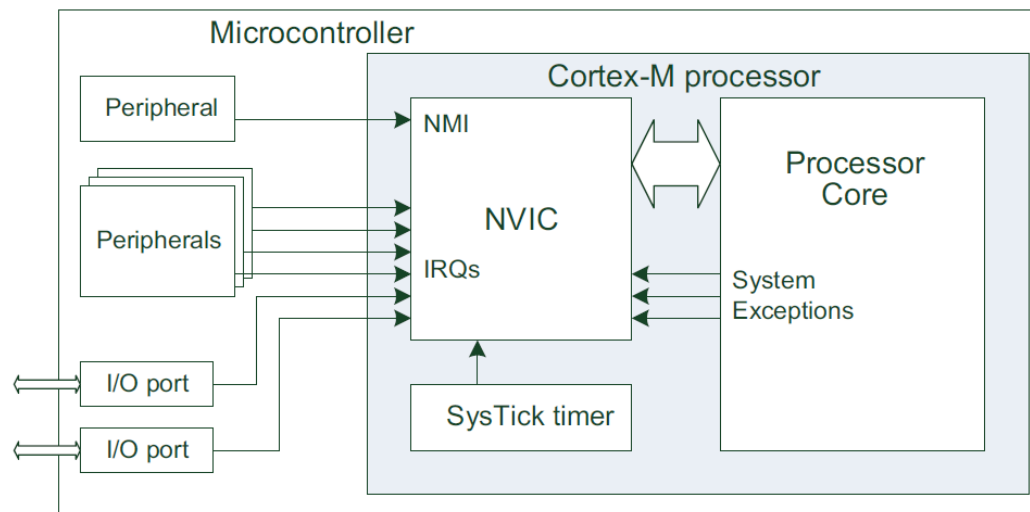 Microcontroller
Cortex-M processor
Peripheral
NMI
Processor
Core
NVIC
Peripherals
IRQs
System
Exceptions
I/O port
SysTick timer
I/O port